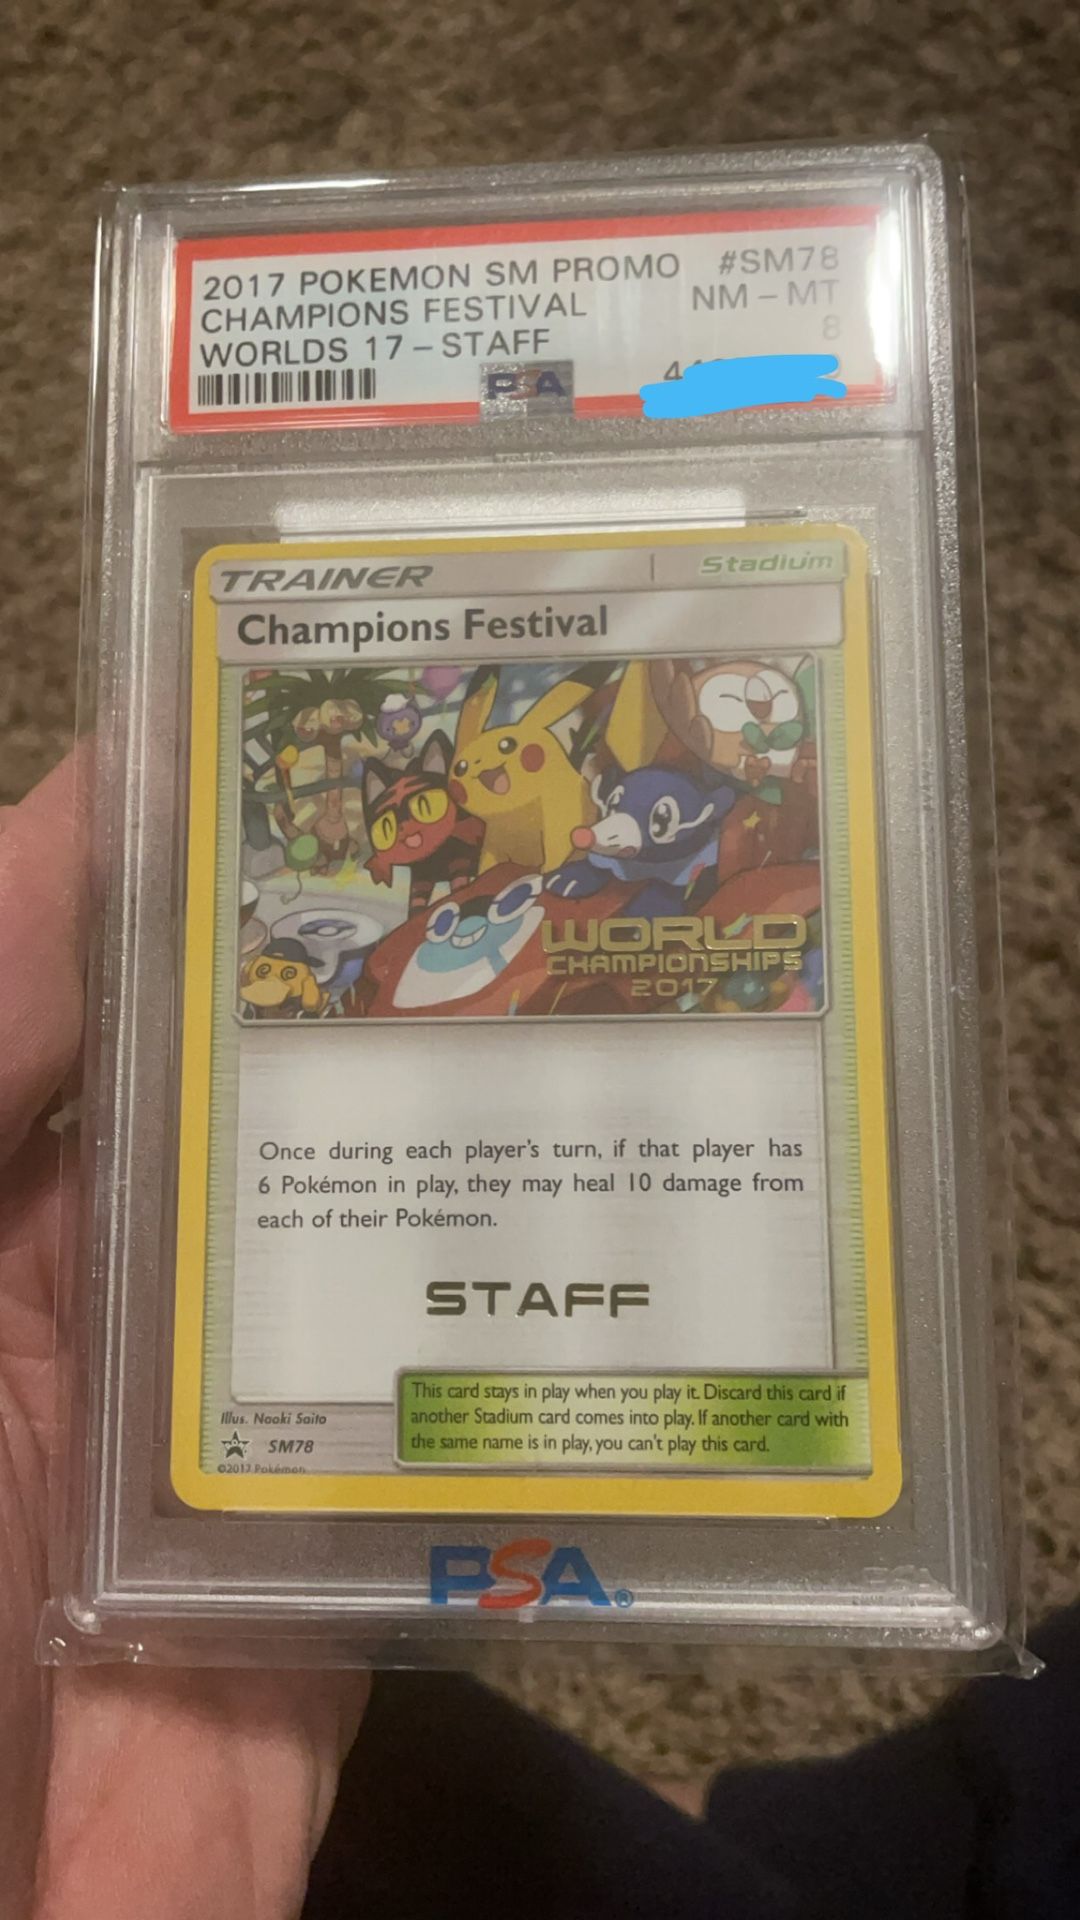 2017 POKEMON SM PROMO #SM78
CHAMPIONS FESTIVAL NM - MT
WORLDS 17 - STAFF 8
PSA
TRAINER Stadium
Champions Festival
WORLD
CHAMPIONSHIPS
2017
Once during each player's turn, if that player has
6 Pokémon in play, they may heal 10 damage from
each of their Pokémon.
STAFF
This card stays in play when you play it. Discard this card if
another Stadium card comes into play. If another card with
the same name is in play, you can't play this card.
Illus. Naoki Saito
SM78
©2017 Pokémon
PSA®